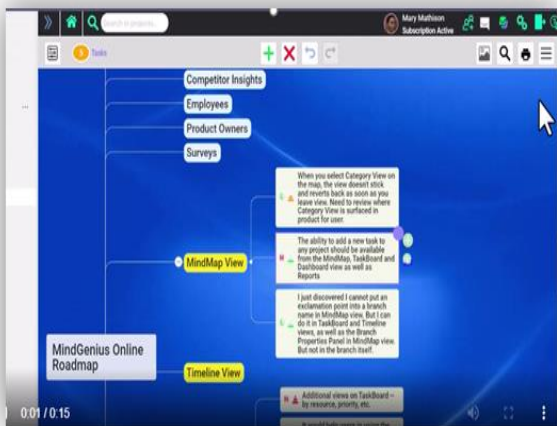 Search in projects...
Mary Mathison
Subscription Active
5 Tasks
Competitor Insights
Employees
Product Owners
Surveys
When you select Category View on
the map, the view doesn't stick
and reverts back as soon as you
leave view. Need to review where
Category View is surfaced in
product for user.
MindMap View
The ability to add a new task to
any project should be available
from the MindMap, TaskBoard and
Dashboard view as well as
Reports
I just discovered I cannot put an
exclamation point into a branch
name in MindMap view. But I can
do it in TaskBoard and Timeline
views, as well as the Branch
Properties Panel in MindMap view.
But not in the branch itself.
MindGenius Online
Roadmap
Timeline View
Additional views on TaskBoard –
by resource, priority, etc.
0:01 / 0:15